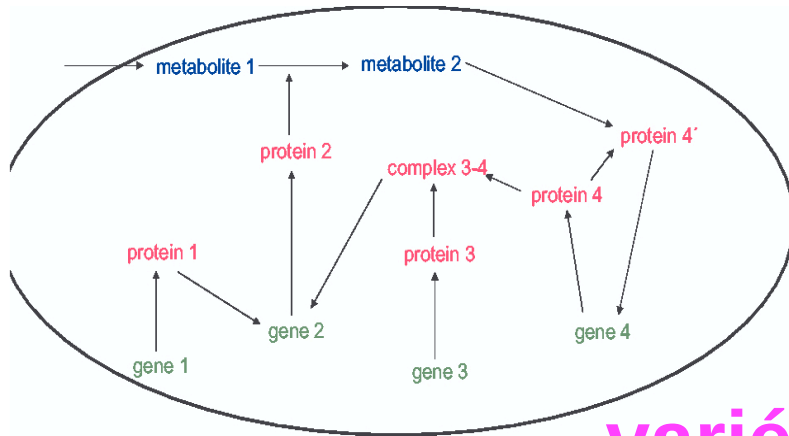 metabolite 1
metabolite 2
protein 4´
protein 2
complex 3-4
protein 4
protein 1
protein 3
gene 2
gene 4
gene 1
gene 3